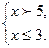 {x ≻ 5,
x ≤ 3.